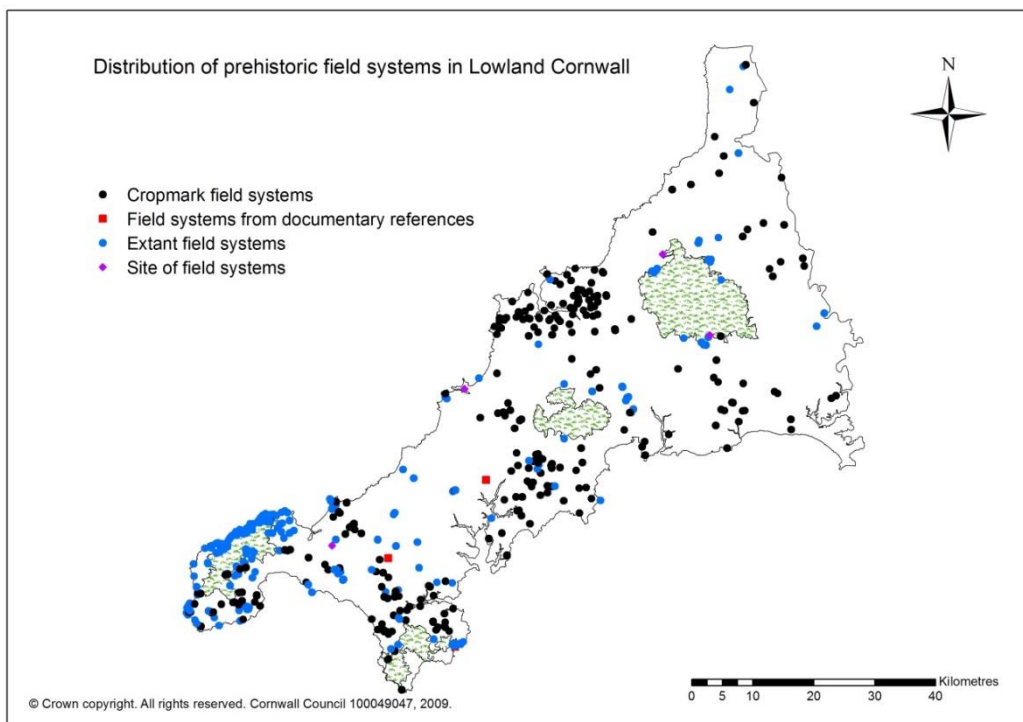 Distribution of prehistoric field systems in Lowland Cornwall
N
Cropmark field systems
Field systems from documentary references
Extant field systems
Site of field systems
Kilometres
0 5 10 20 30 40
© Crown copyright. All rights reserved. Cornwall Council 100049047, 2009.